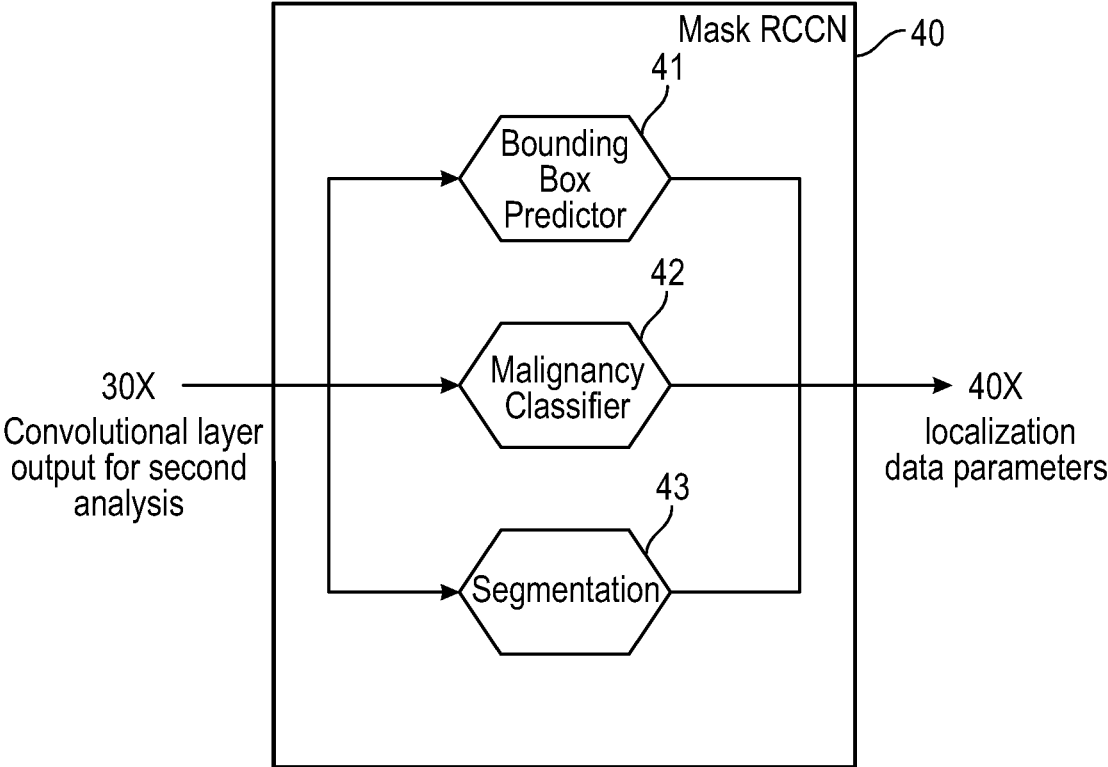 Mask RCCN
40
41
Bounding
Box
Predictor
42
Malignancy
Classifier
30X
Convolutional layer
output for second
analysis
40X
localization
data parameters
43
Segmentation